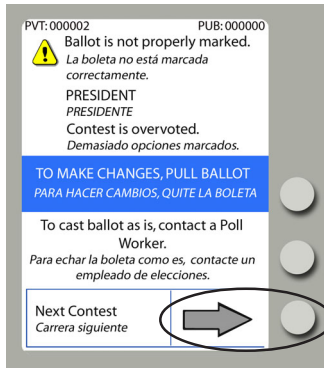 PVT: 000002 PUB: 000000
Ballot is not properly marked.
La boleta no está marcada
correctamente.
PRESIDENT
PRESIDENTE
Contest is overvoted.
Demasiado opciones marcados.
TO MAKE CHANGES, PULL BALLOT
PARA HACER CAMBIOS, QUITE LA BOLETA
To cast ballot as is, contact a Poll
Worker.
Para echar la boleta como es, contacte un
empleado de elecciones.
Next Contest
Carrera siguiente